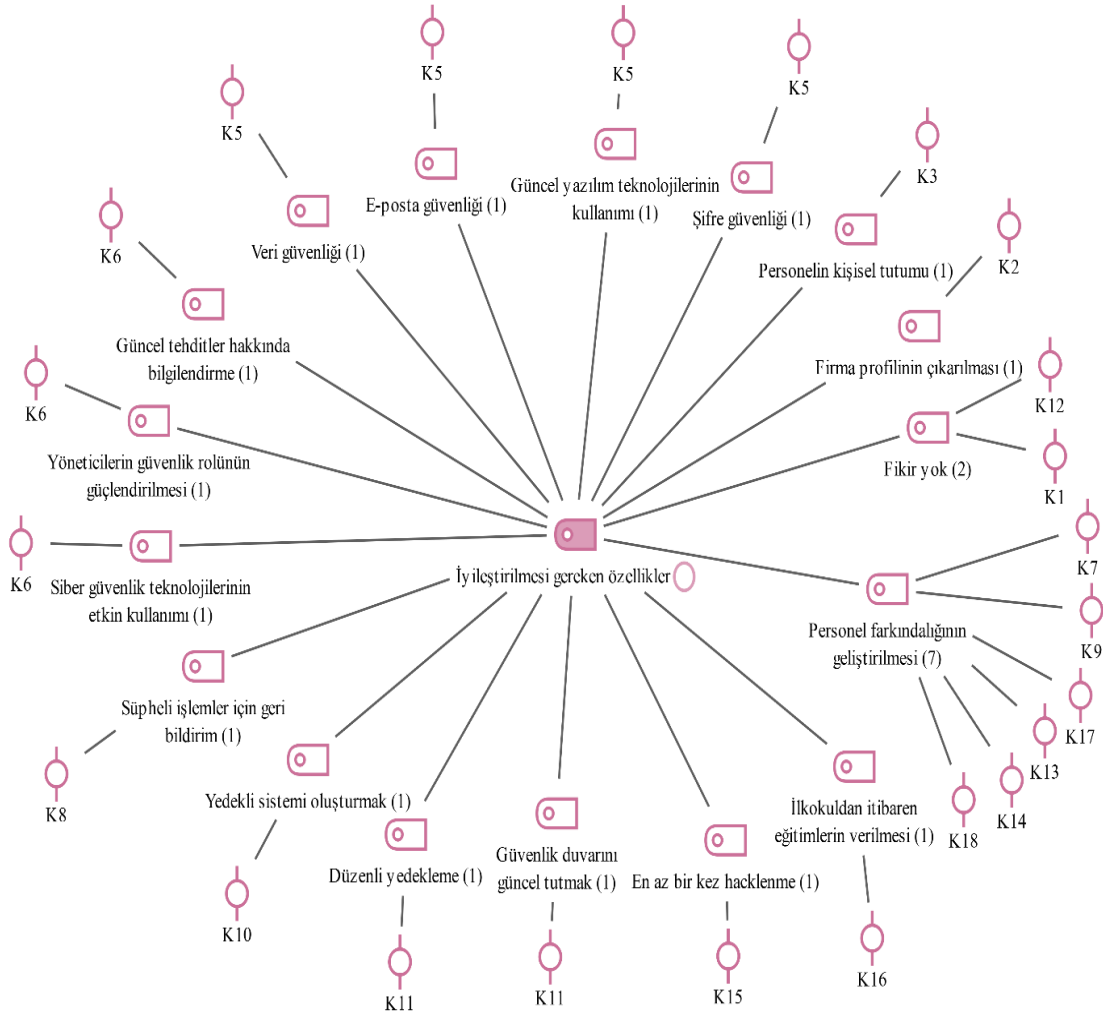 K5
K5
K5
K5
K3
Güncel yazılım teknolojilerinin
kullanımı (1)
E-posta güvenliği (1)
Şifre güvenliği (1)
Veri güvenliği (1)
K6
Personelin kişisel tutumu (1)
K2
Güncel tehditler hakkında
bilgilendirme (1)
Firma profilinin çıkarılması (1)
K6
K12
Yöneticilerin güvenlik rolünün
güçlendirilmesi (1)
Fikir yok (2)
K1
K6
İyileştirilmesi gereken özellikler
Siber güvenlik teknolojilerinin
etkin kullanımı (1)
K7
Personel farkındalığının
geliştirilmesi (7)
K9
Süpheli işlemler için geri
bildirim (1)
K17
K13
K14
K18
K8
Yedekli sistemi oluşturmak (1)
İlkokuldan itibaren
eğitimlerin verilmesi (1)
Düzenli yedekleme (1)
Güvenlik duvarını
güncel tutmak (1)
En az bir kez hacklenme (1)
K10
K16
K11
K11
K15